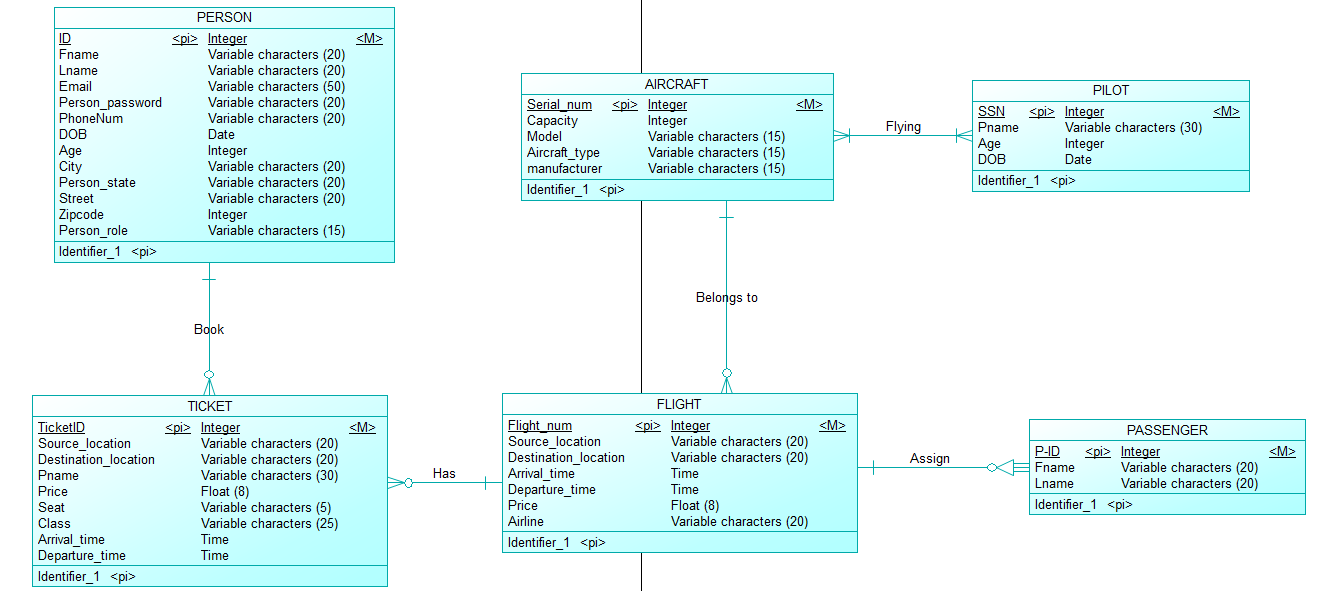 PERSON
ID <pi> Integer <M>
Fname Variable characters (20)
Lname Variable characters (20)
Email Variable characters (50)
Person_password Variable characters (20)
PhoneNum Variable characters (20)
DOB Date
Age Integer
City Variable characters (20)
Person_state Variable characters (20)
Street Variable characters (20)
Zipcode Integer
Person_role Variable characters (15)
Identifier_1 <pi>
AIRCRAFT
Serial_num <pi> Integer <M>
Capacity Integer
Model Variable characters (15)
Aircraft_type Variable characters (15)
manufacturer Variable characters (15)
Identifier_1 <pi>
Flying
PILOT
SSN <pi> Integer <M>
Pname Variable characters (30)
Age Integer
DOB Date
Identifier_1 <pi>
Book
Belongs to
TICKET
TicketID <pi> Integer <M>
Source_location Variable characters (20)
Destination_location Variable characters (20)
Pname Variable characters (30)
Price Float (8)
Seat Variable characters (5)
Class Variable characters (25)
Arrival_time Time
Departure_time Time
Identifier_1 <pi>
Has
FLIGHT
Flight_num <pi> Integer <M>
Source_location Variable characters (20)
Destination_location Variable characters (20)
Arrival_time Time
Departure_time Time
Price Float (8)
Airline Variable characters (20)
Identifier_1 <pi>
Assign
PASSENGER
P-ID <pi> Integer <M>
Fname Variable characters (20)
Lname Variable characters (20)
Identifier_1 <pi>